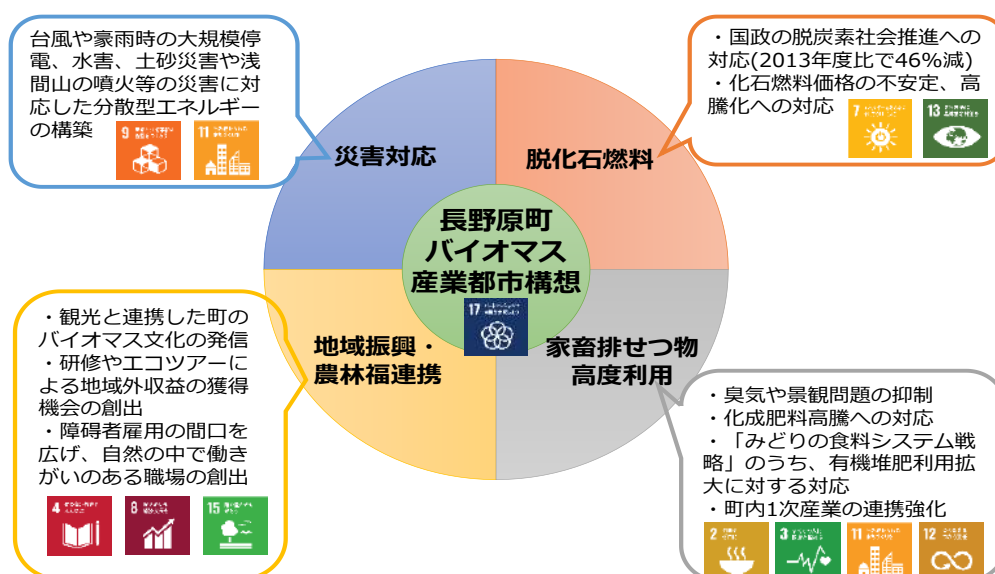 台風や豪雨時の大規模停
電、水害、土砂災害や浅
間山の噴火等の災害に対
応した分散型エネルギー
の構築
9
11
・国政の脱炭素社会推進への
対応(2013年度比で46%減)
・化石燃料価格の不安定、高
騰化への対応
7
13
災害対応
脱化石燃料
長野原町
バイオマス
産業都市構想
17
地域振興・
農林福連携
家畜排せつ物
高度利用
・観光と連携した町の
バイオマス文化の発信
・研修やエコツアーに
よる地域外収益の獲得
機会の創出
・障碍者雇用の間口を
広げ、自然の中で働き
がいのある職場の創出
4
8
15
・臭気や景観問題の抑制
・化成肥料高騰への対応
・「みどりの食料システム戦
略」のうち、有機堆肥利用拡
大に対する対応
・町内1次産業の連携強化
2
3
11
12